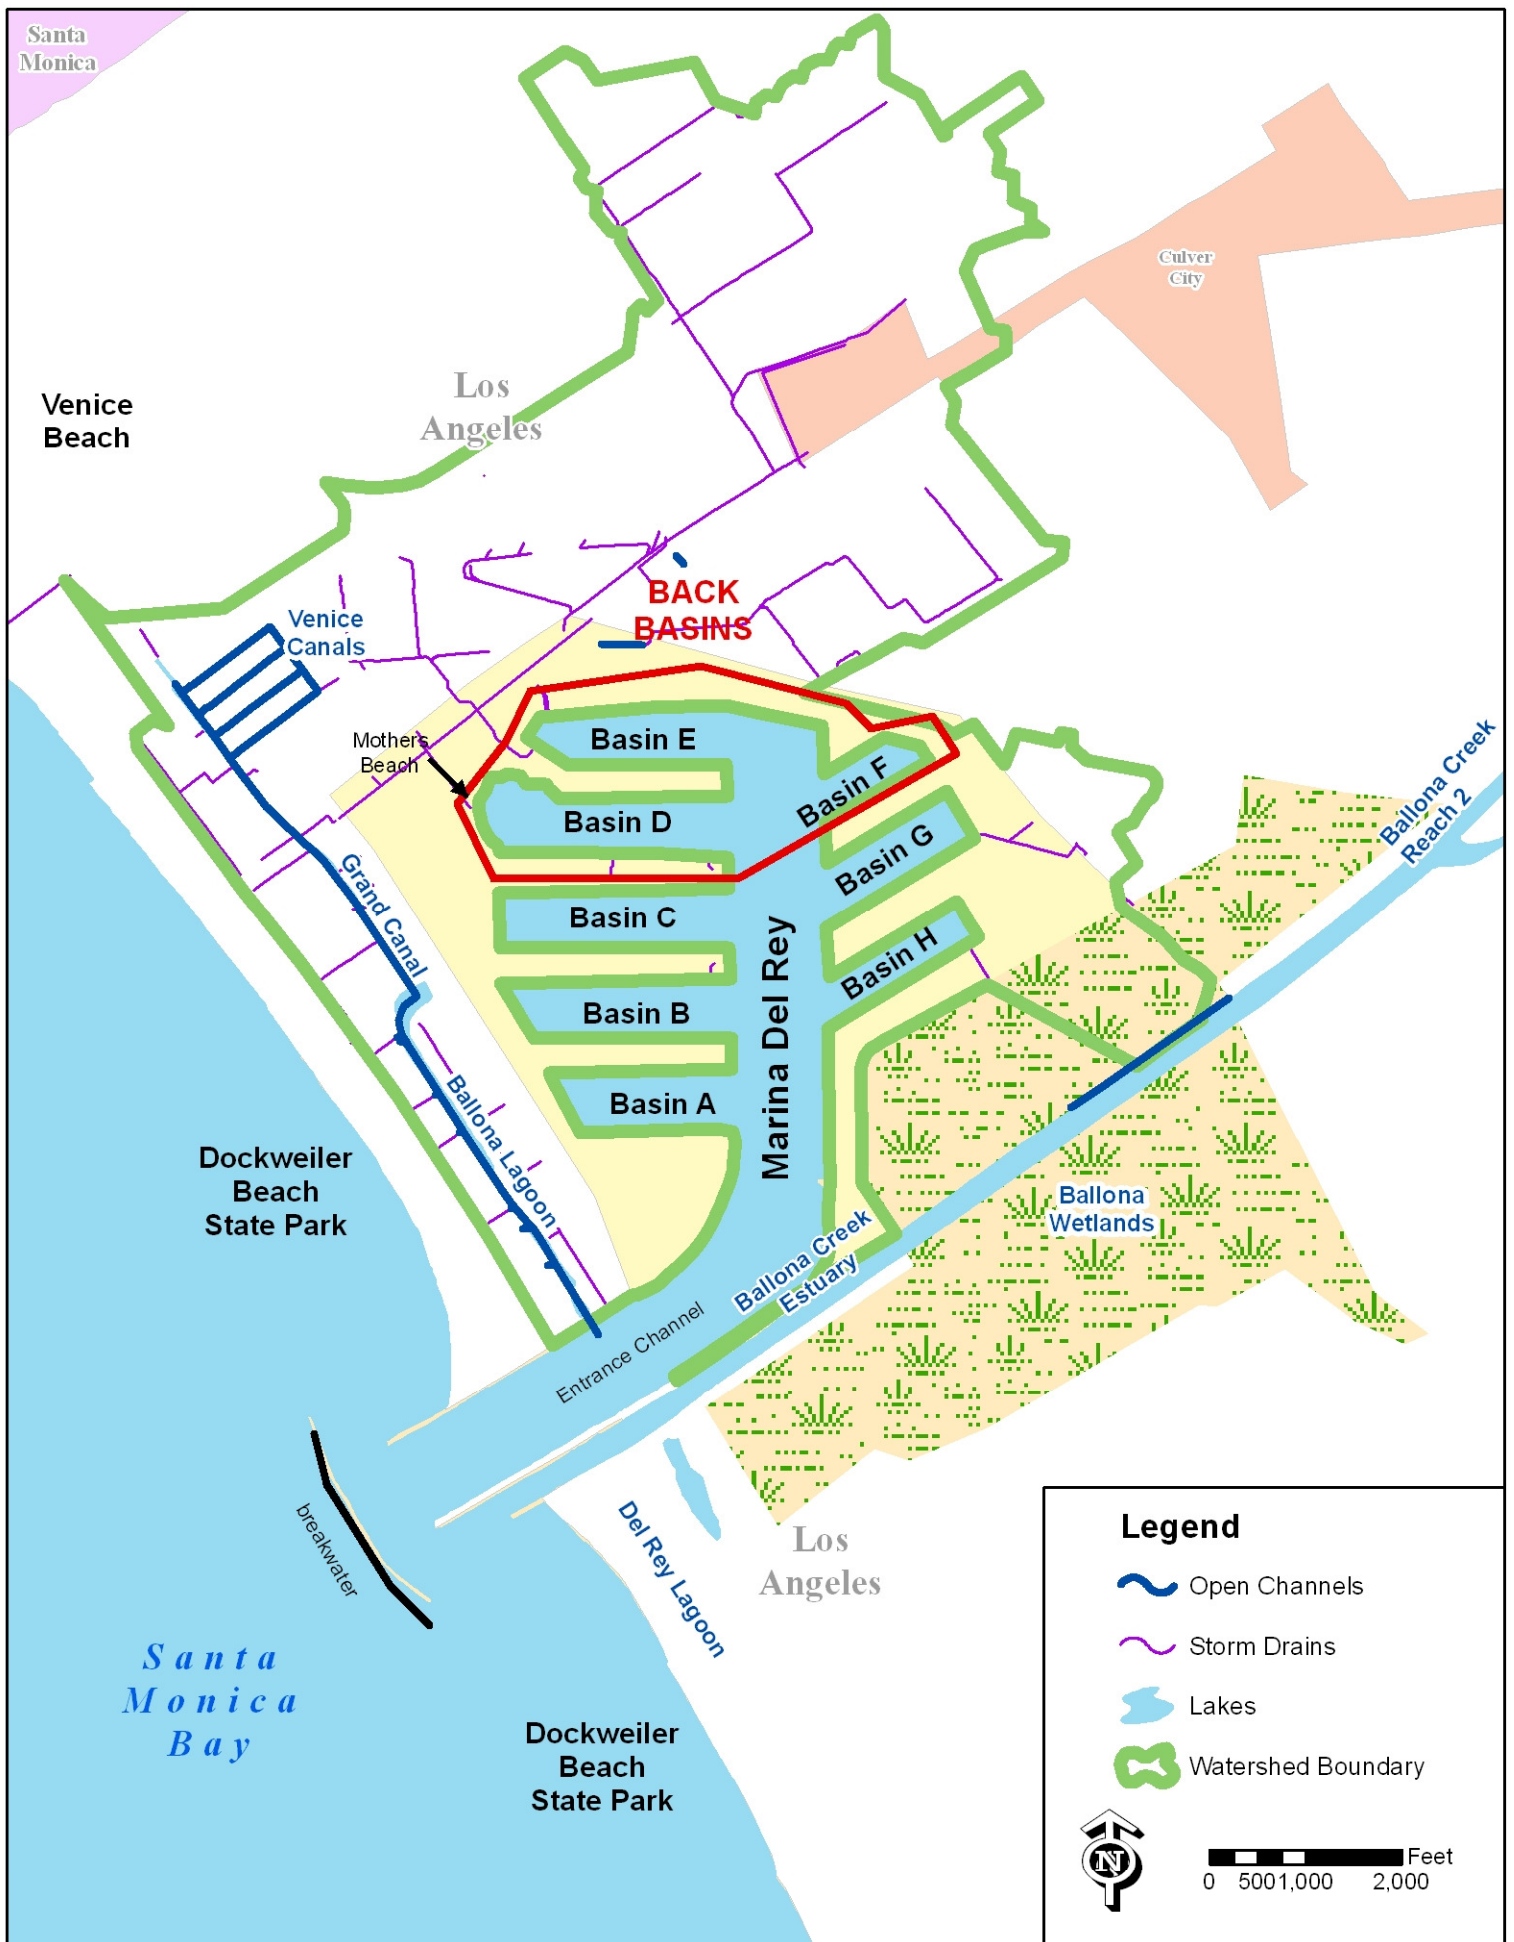 Santa
Monica
Culver
City
Los
Angeles
Venice
Beach
BACK
BASINS
Venice
Canals
Mothers
Beach
Basin E
Basin F
Basin D
Basin G
Basin C
Basin H
Basin B
Basin A
Marina Del Rey
Grand Canal
Ballona Lagoon
Ballona Creek
Reach 2
Dockweiler
Beach
State Park
Ballona
Wetlands
Ballona Creek
Estuary
Entrance Channel
breakwater
Del Rey Lagoon
Los
Angeles
Santa
Monica
Bay
Dockweiler
Beach
State Park
Legend
Open Channels
Storm Drains
Lakes
Watershed Boundary
N
Feet
0 500 1,000 2,000